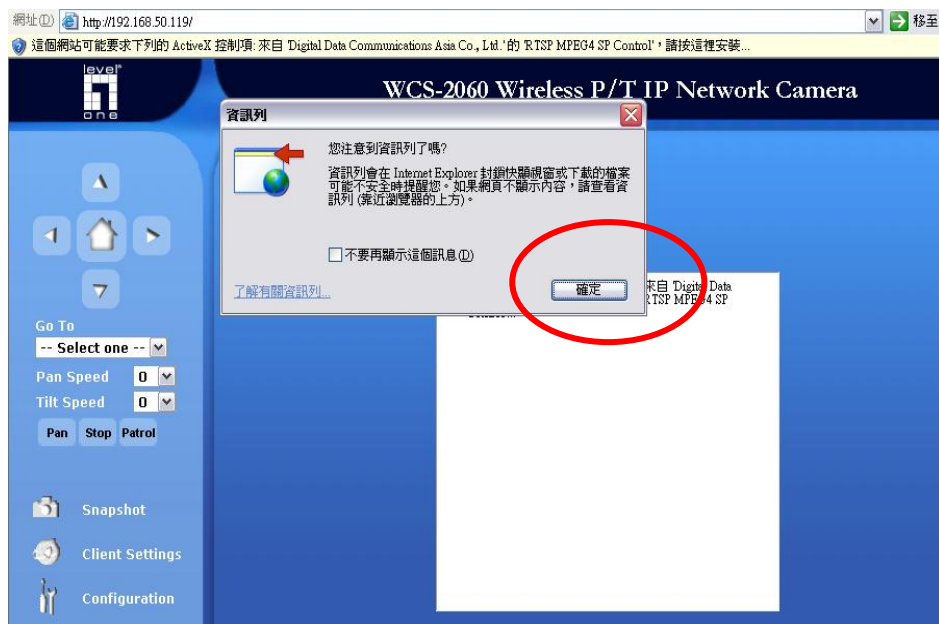 網址(D) http://192.168.50.119/ 移至
這個網站可能要求下列的 ActiveX 控制項: 來自 'Digital Data Communications Asia Co., Ltd.'的 'RTSP MPEG4 SP Control'，請按這裡安裝...
level
one
WCS-2060 Wireless P/T IP Network Camera
資訊列
您注意到資訊列了嗎?
資訊列會在 Internet Explorer 封鎖快顯視窗或下載的檔案
可能不安全時提醒您。如果網頁不顯示內容，請查看資
訊列 (靠近瀏覽器的上方)。
不要再顯示這個訊息(D)
了解有關資訊列...
確定
來自 'Digital Data
RTSP MPEG4 SP
Go To
-- Select one --
Pan Speed 0
Tilt Speed 0
Pan Stop Patrol
Snapshot
Client Settings
Configuration